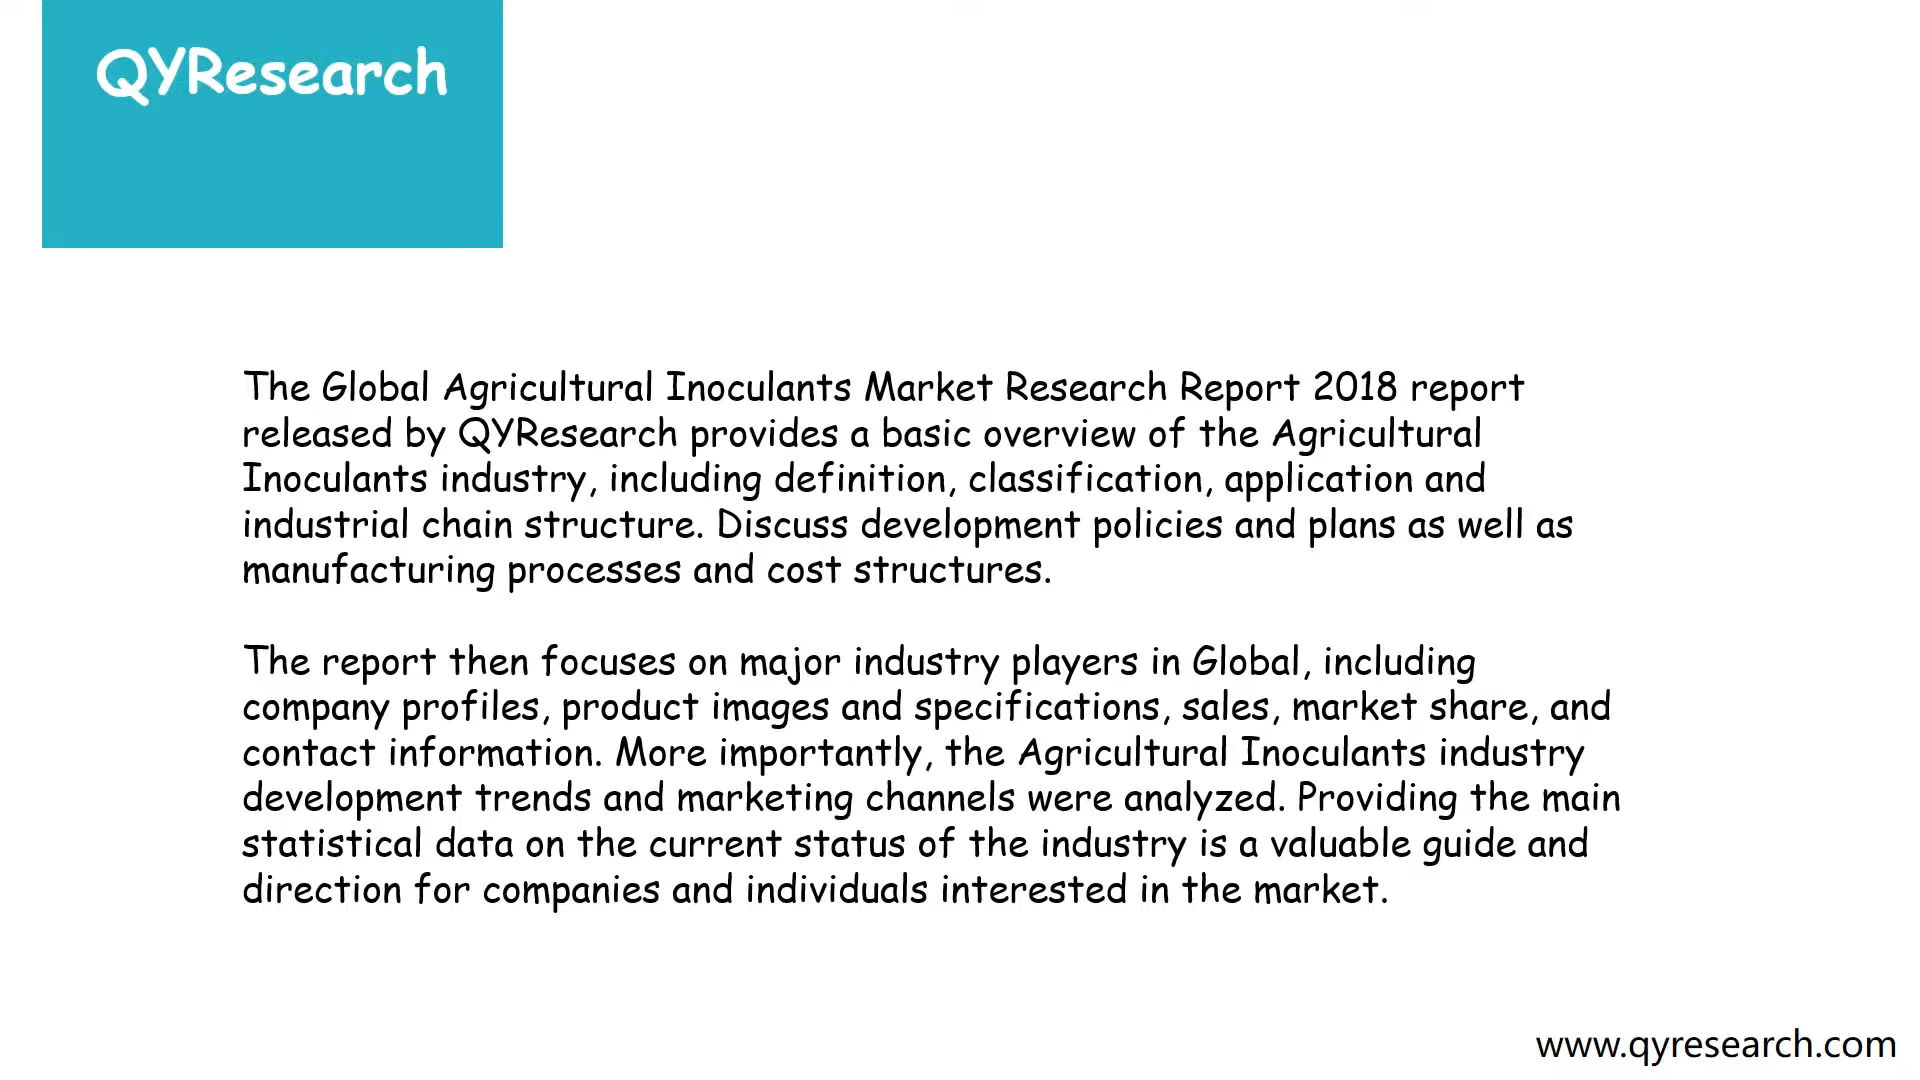 QYResearch
The Global Agricultural Inoculants Market Research Report 2018 report
released by QYResearch provides a basic overview of the Agricultural
Inoculants industry, including definition, classification, application and
industrial chain structure. Discuss development policies and plans as well as
manufacturing processes and cost structures.
The report then focuses on major industry players in Global, including
company profiles, product images and specifications, sales, market share, and
contact information. More importantly, the Agricultural Inoculants industry
development trends and marketing channels were analyzed. Providing the main
statistical data on the current status of the industry is a valuable guide and
direction for companies and individuals interested in the market.
www.qyresearch.com